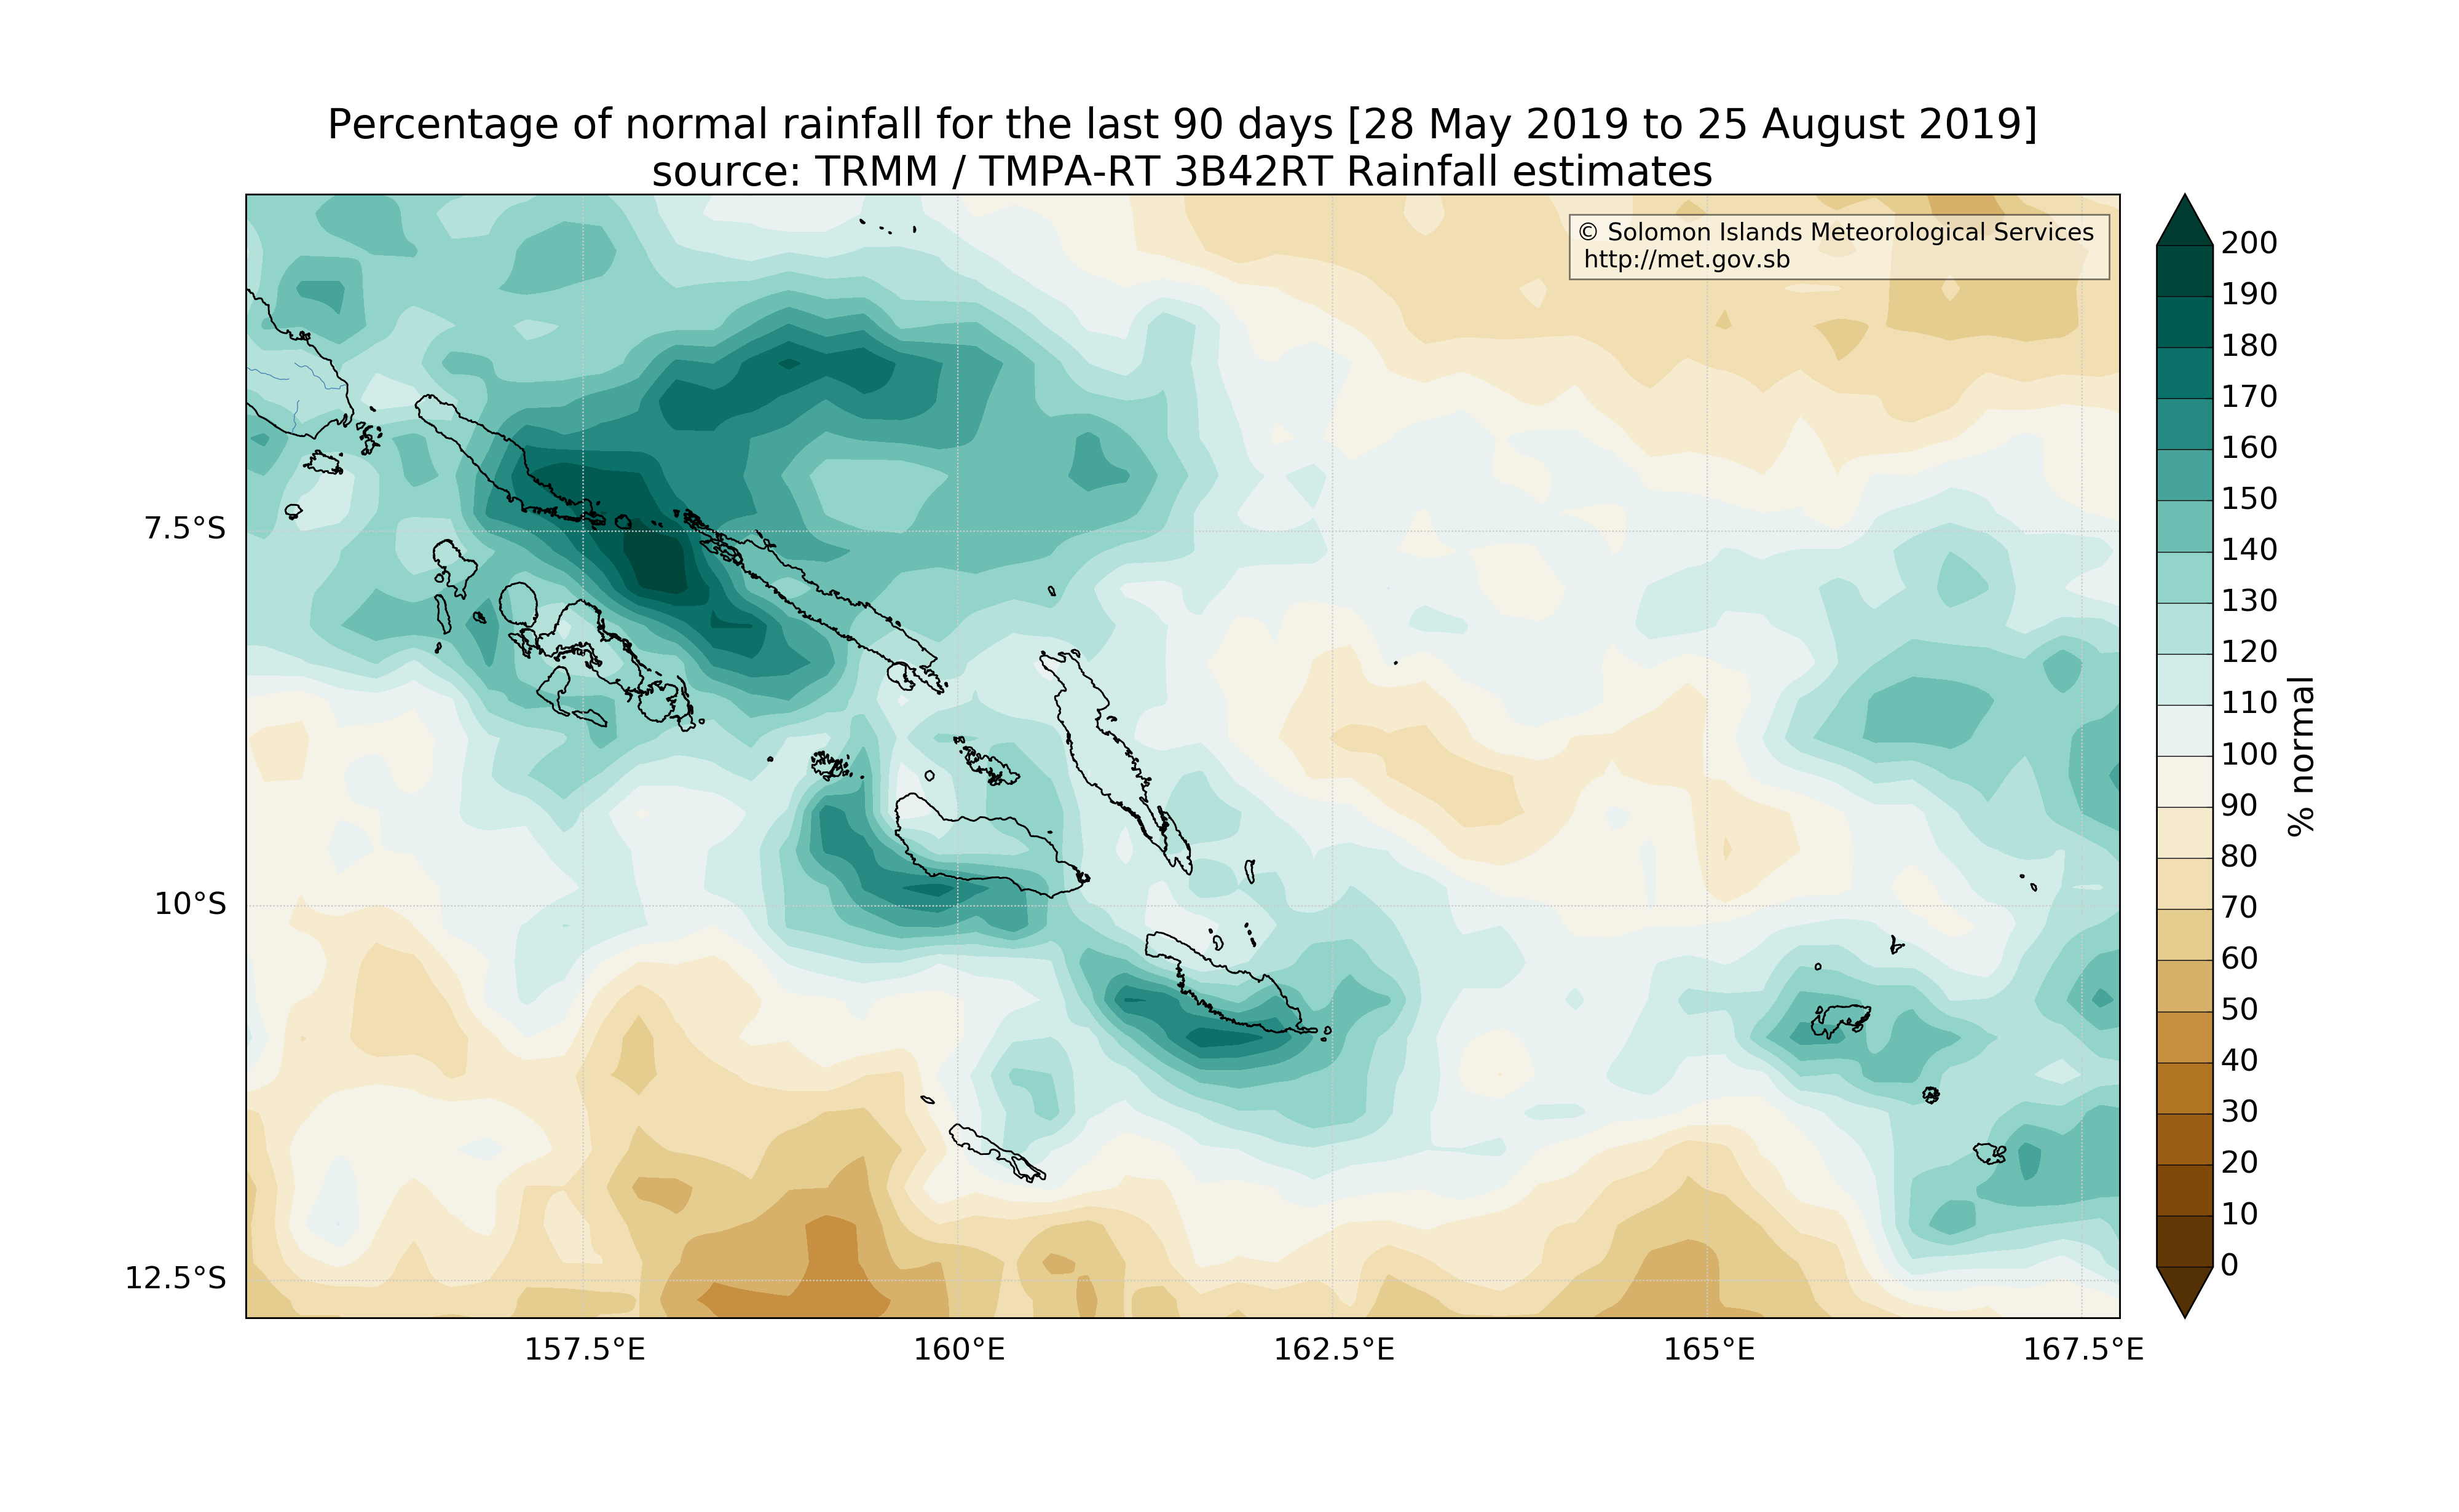 Percentage of normal rainfall for the last 90 days [28 May 2019 to 25 August 2019]
source: TRMM / TMPA-RT 3B42RT Rainfall estimates
© Solomon Islands Meteorological Services
http://met.gov.sb
7.5°S
10°S
12.5°S
157.5°E
160°E
162.5°E
165°E
167.5°E
200
190
180
170
160
150
140
130
120
110
100
90
80
70
60
50
40
30
20
10
0
% normal